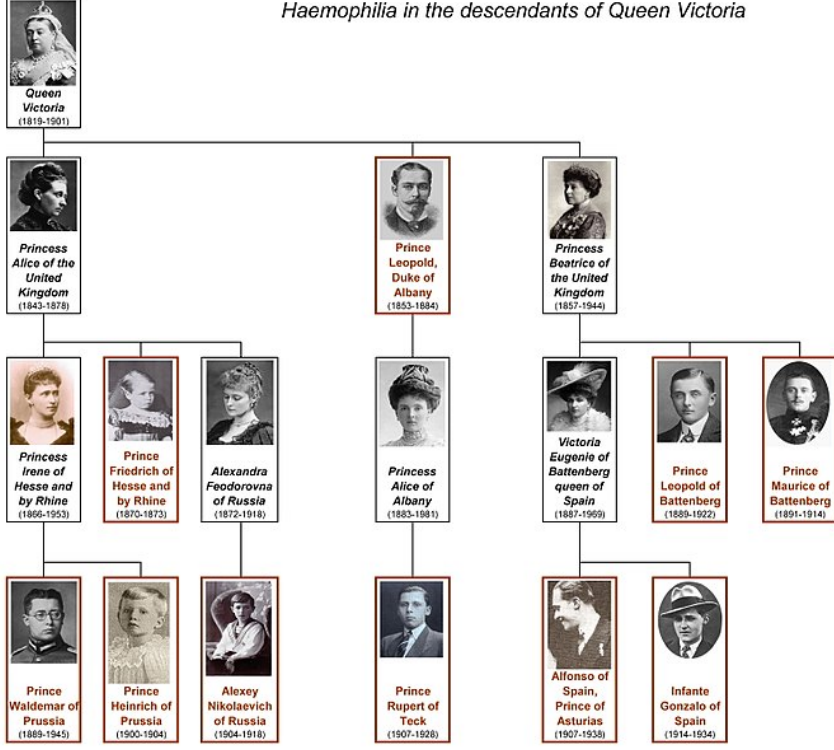 Haemophilia in the descendants of Queen Victoria
Queen
Victoria
(1819-1901)
Princess
Alice of the
United
Kingdom
(1843-1878)
Prince
Leopold,
Duke of
Albany
(1853-1884)
Princess
Beatrice of
the United
Kingdom
(1857-1944)
Princess
Irene of
Hesse and
by Rhine
(1866-1953)
Prince
Friedrich of
Hesse and
by Rhine
(1870-1873)
Alexandra
Feodorovna
of Russia
(1872-1918)
Princess
Alice of
Albany
(1883-1981)
Victoria
Eugenie of
Battenberg
queen of
Spain
(1887-1969)
Prince
Leopold of
Battenberg
(1889-1922)
Prince
Maurice of
Battenberg
(1891-1914)
Prince
Waldemar of
Prussia
(1889-1945)
Prince
Heinrich of
Prussia
(1900-1904)
Alexey
Nikolaevich
of Russia
(1904-1918)
Prince
Rupert of
Teck
(1907-1928)
Alfonso of
Spain,
Prince of
Asturias
(1907-1938)
Infante
Gonzalo of
Spain
(1914-1934)